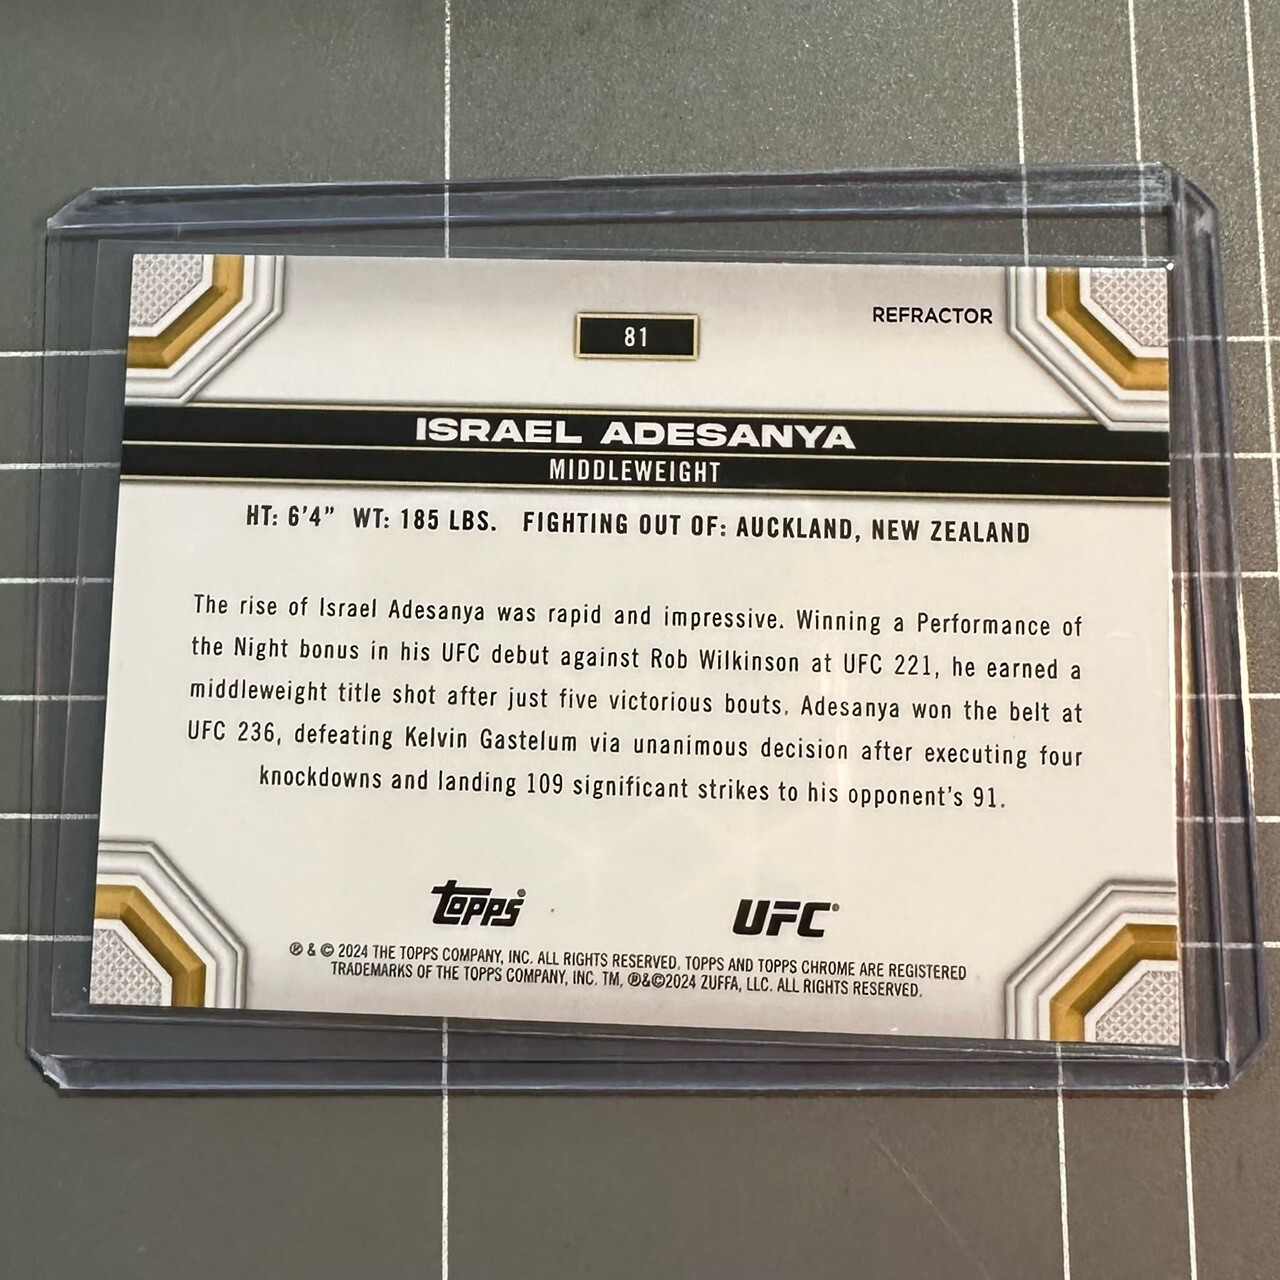 81
REFRACTOR
ISRAEL ADESANYA
MIDDLEWEIGHT
HT: 6'4" WT: 185 LBS. FIGHTING OUT OF: AUCKLAND, NEW ZEALAND
The rise of Israel Adesanya was rapid and impressive. Winning a Performance of
the Night bonus in his UFC debut against Rob Wilkinson at UFC 221, he earned a
middleweight title shot after just five victorious bouts. Adesanya won the belt at
UFC 236, defeating Kelvin Gastelum via unanimous decision after executing four
knockdowns and landing 109 significant strikes to his opponent's 91.
Topps® UFC®
® & © 2024 THE TOPPS COMPANY, INC. ALL RIGHTS RESERVED. TOPPS AND TOPPS CHROME ARE REGISTERED
TRADEMARKS OF THE TOPPS COMPANY, INC. TM, ®&©2024 ZUFFA, LLC. ALL RIGHTS RESERVED.